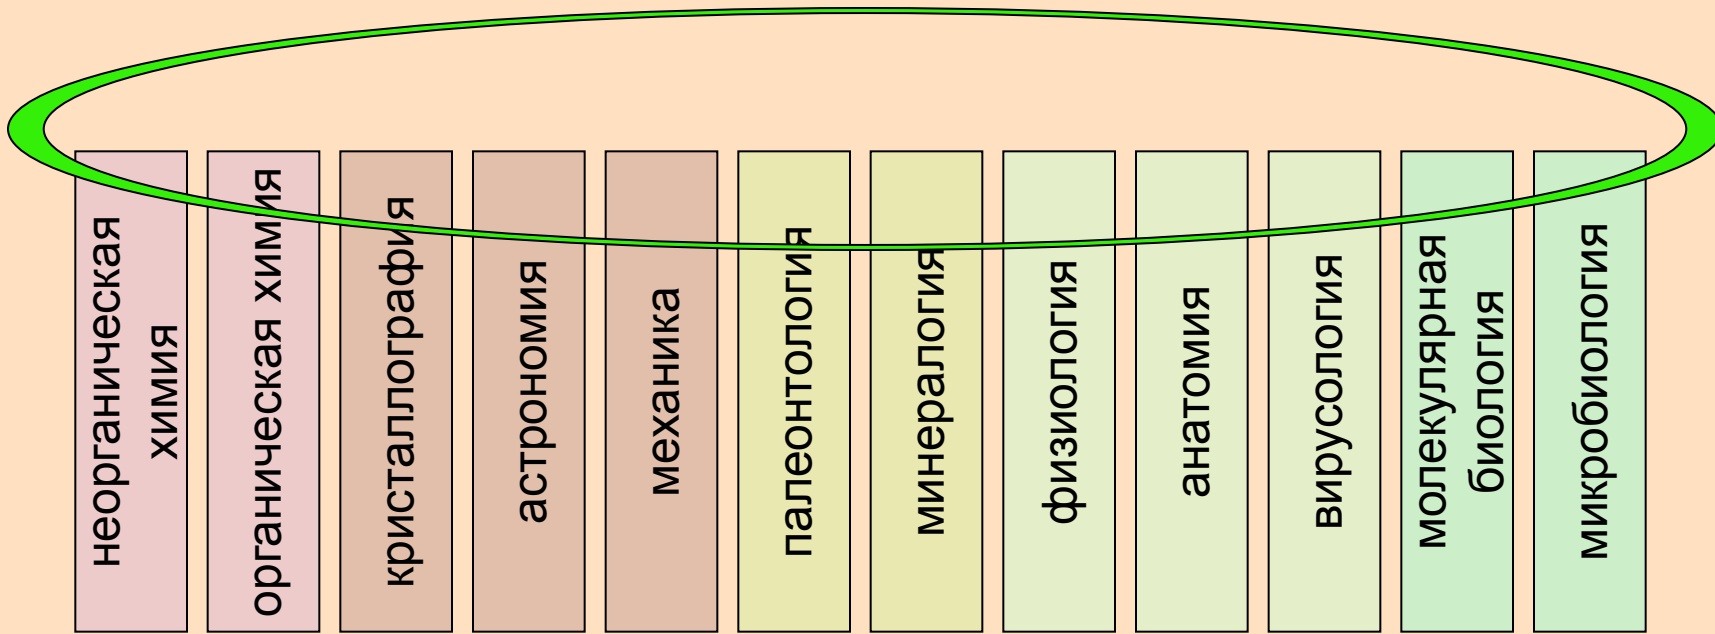 неорганическая
химия
органическая химия
кристаллография
астрономия
механика
палеонтология
минералогия
физиология
анатомия
вирусология
молекулярная
биология
микробиология